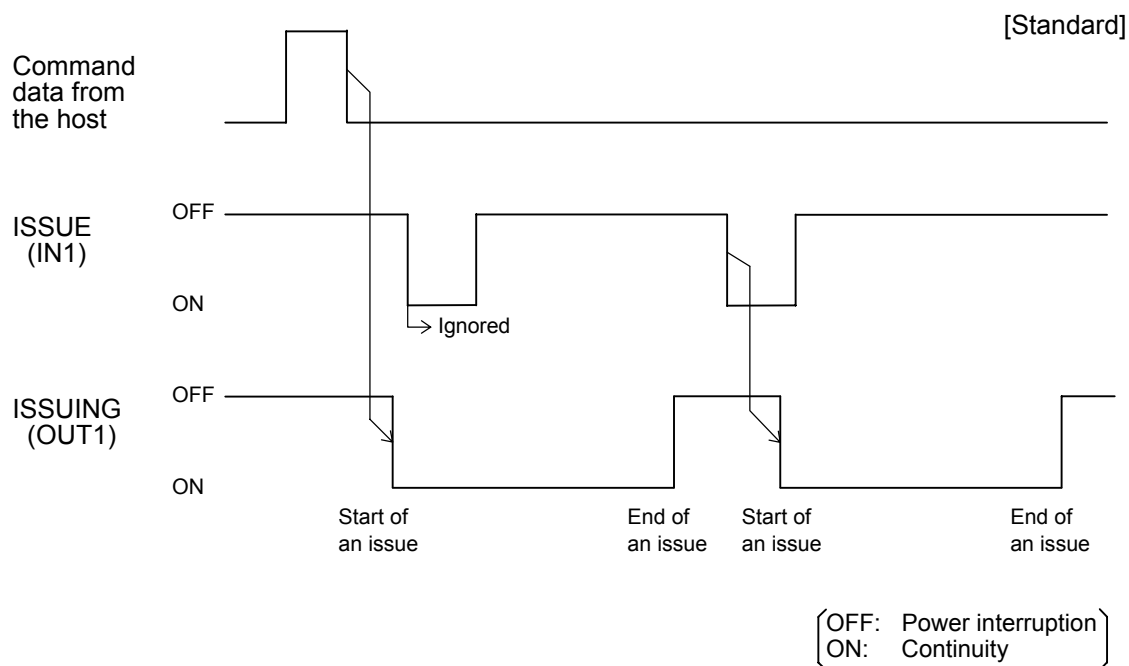 [Standard]
Command
data from
the host
OFF
ISSUE
(IN1)
ON
Ignored
OFF
ISSUING
(OUT1)
ON
Start of
an issue
End of
an issue
Start of
an issue
End of
an issue
OFF: Power interruption
ON: Continuity